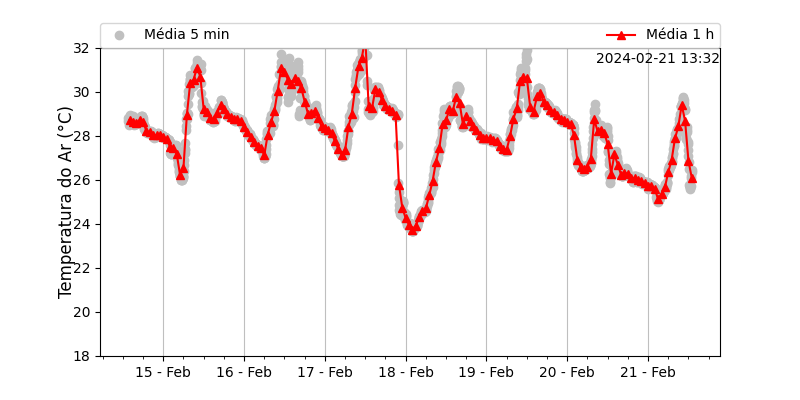 Média 5 min
Média 1 h
2024-02-21 13:32
Temperatura do Ar (°C)
32
30
28
26
24
22
20
18
15 - Feb
16 - Feb
17 - Feb
18 - Feb
19 - Feb
20 - Feb
21 - Feb